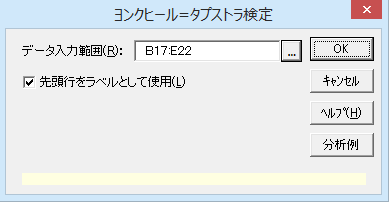 ヨンクヒール=タプストラ検定
データ入力範囲(R): B17:E22 ... OK
先頭行をラベルとして使用(L) ｷｬﾝｾﾙ
ﾍﾙﾌﾟ(H)
分析例